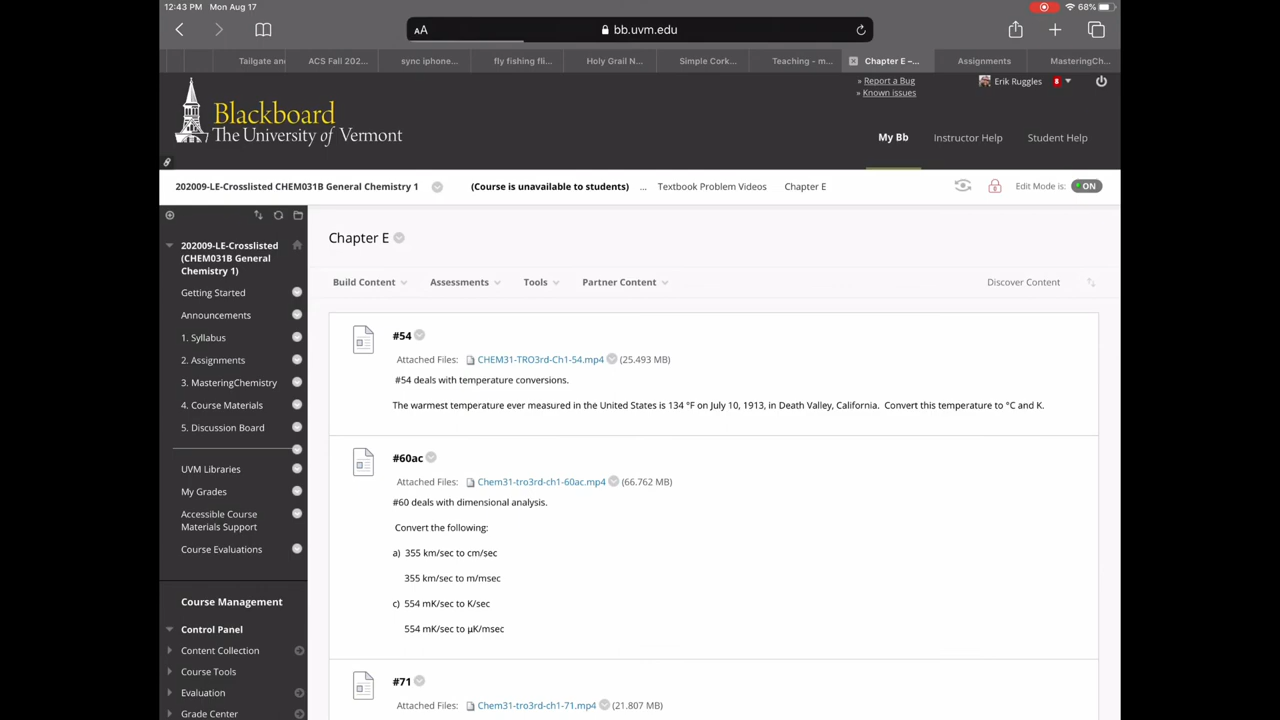 12:43 PM Mon Aug 17
68%
AA
bb.uvm.edu
Tailgate and
ACS Fall 202...
sync iphone...
fly fishing fli...
Holy Grail N...
Simple Cork...
Teaching – m...
Chapter E –...
Assignments
MasteringCh...
» Report a Bug
» Known issues
Erik Ruggles 8
Blackboard
The University of Vermont
My Bb
Instructor Help
Student Help
202009-LE-Crosslisted CHEM031B General Chemistry 1
(Course is unavailable to students)
...
Textbook Problem Videos
Chapter E
Edit Mode is:
ON
202009-LE-Crosslisted
(CHEM031B General
Chemistry 1)
Getting Started
Announcements
1. Syllabus
2. Assignments
3. MasteringChemistry
4. Course Materials
5. Discussion Board
UVM Libraries
My Grades
Accessible Course
Materials Support
Course Evaluations
Course Management
Control Panel
Content Collection
Course Tools
Evaluation
Grade Center
Chapter E
Build Content
Assessments
Tools
Partner Content
Discover Content
#54
Attached Files: CHEM31-TRO3rd-Ch1-54.mp4 (25.493 MB)
#54 deals with temperature conversions.
The warmest temperature ever measured in the United States is 134 °F on July 10, 1913, in Death Valley, California. Convert this temperature to °C and K.
#60ac
Attached Files: Chem31-tro3rd-ch1-60ac.mp4 (66.762 MB)
#60 deals with dimensional analysis.
Convert the following:
a) 355 km/sec to cm/sec
355 km/sec to m/msec
c) 554 mK/sec to K/sec
554 mK/sec to µK/msec
#71
Attached Files: Chem31-tro3rd-ch1-71.mp4 (21.807 MB)